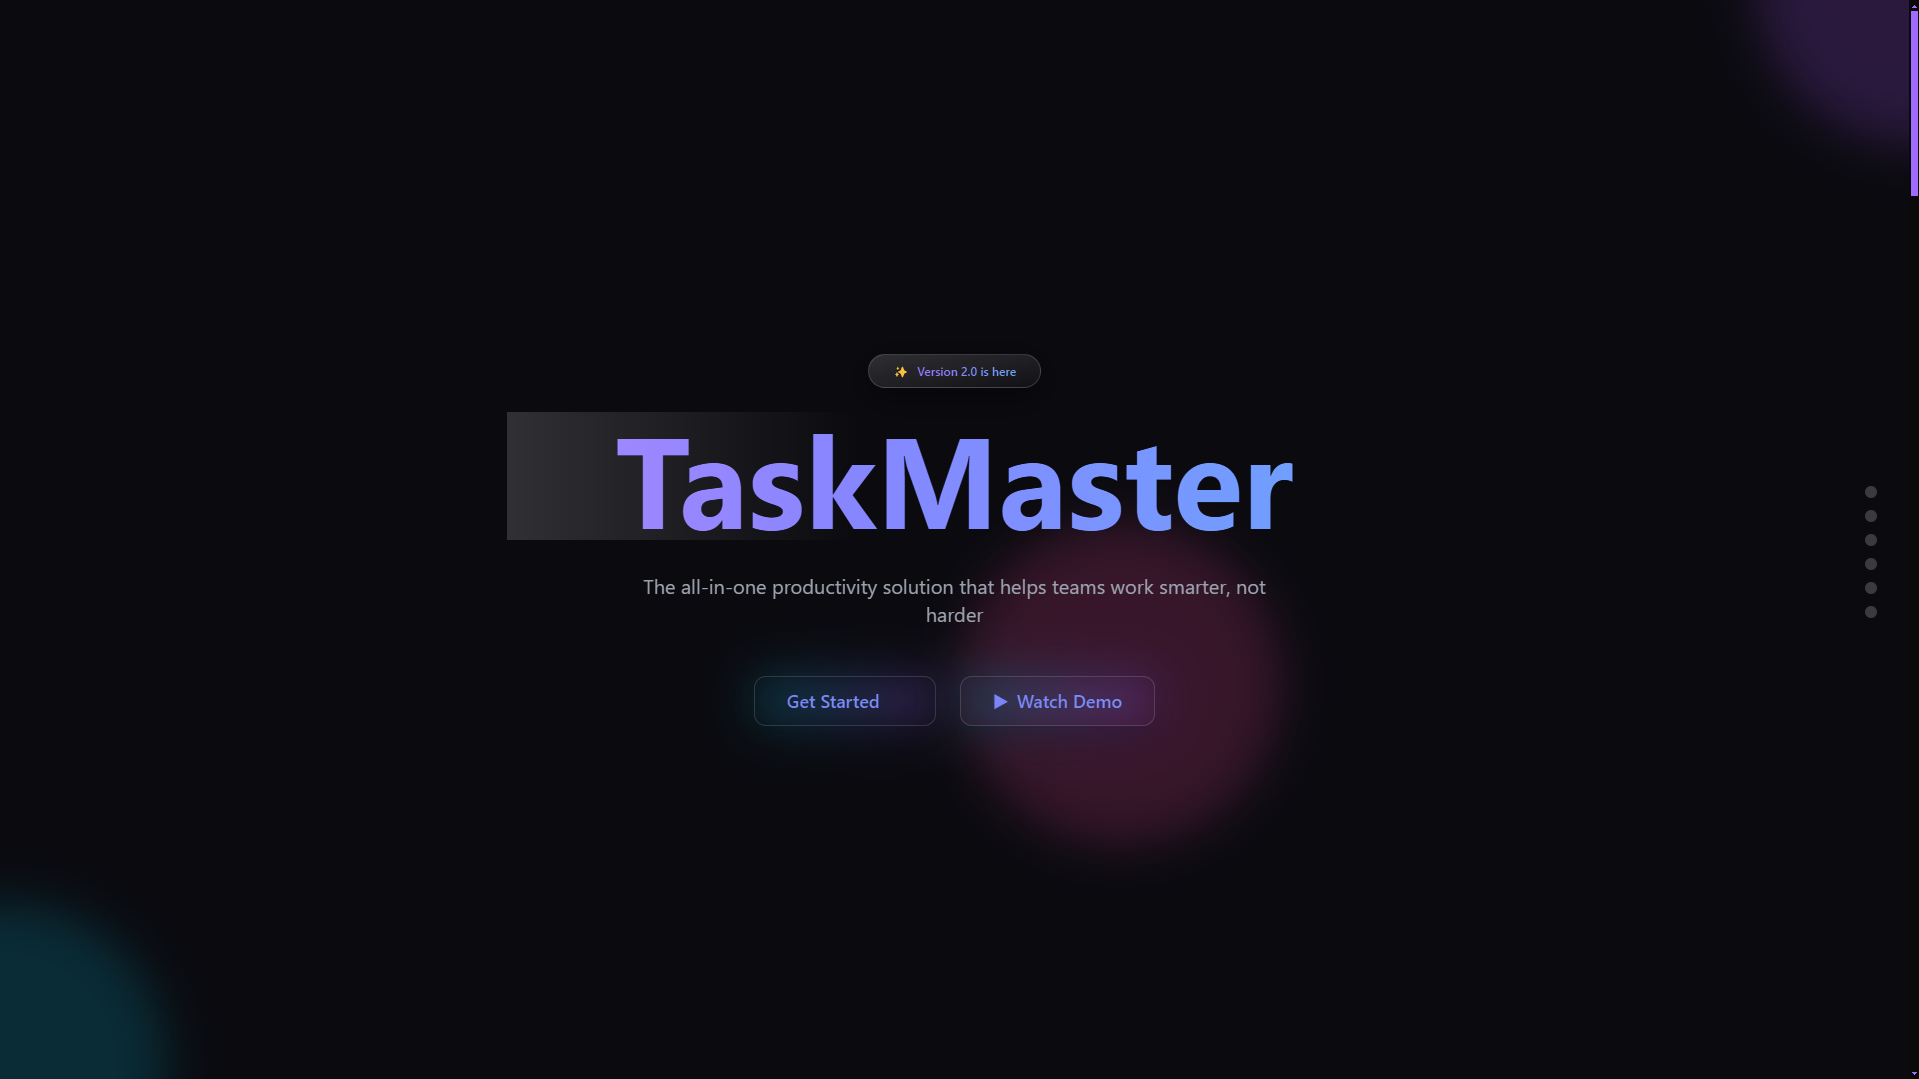 ✨ Version 2.0 is here
TaskMaster
The all-in-one productivity solution that helps teams work smarter, not
harder
Get Started
▶ Watch Demo